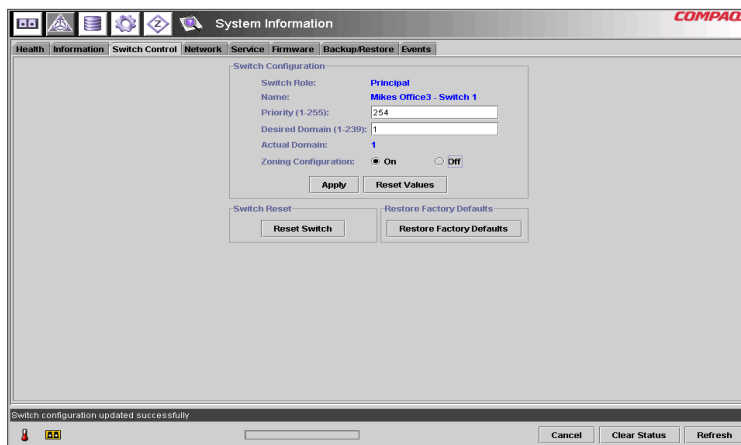 System Information
COMPAQ
Health Information Switch Control Network Service Firmware Backup/Restore Events
Switch Configuration
Switch Role: Principal
Name: Mikes Office3 - Switch 1
Priority (1-255): 254
Desired Domain (1-239): 1
Actual Domain: 1
Zoning Configuration: On Off
Apply Reset Values
Switch Reset Restore Factory Defaults
Reset Switch Restore Factory Defaults
Switch configuration updated successfully
Cancel Clear Status Refresh